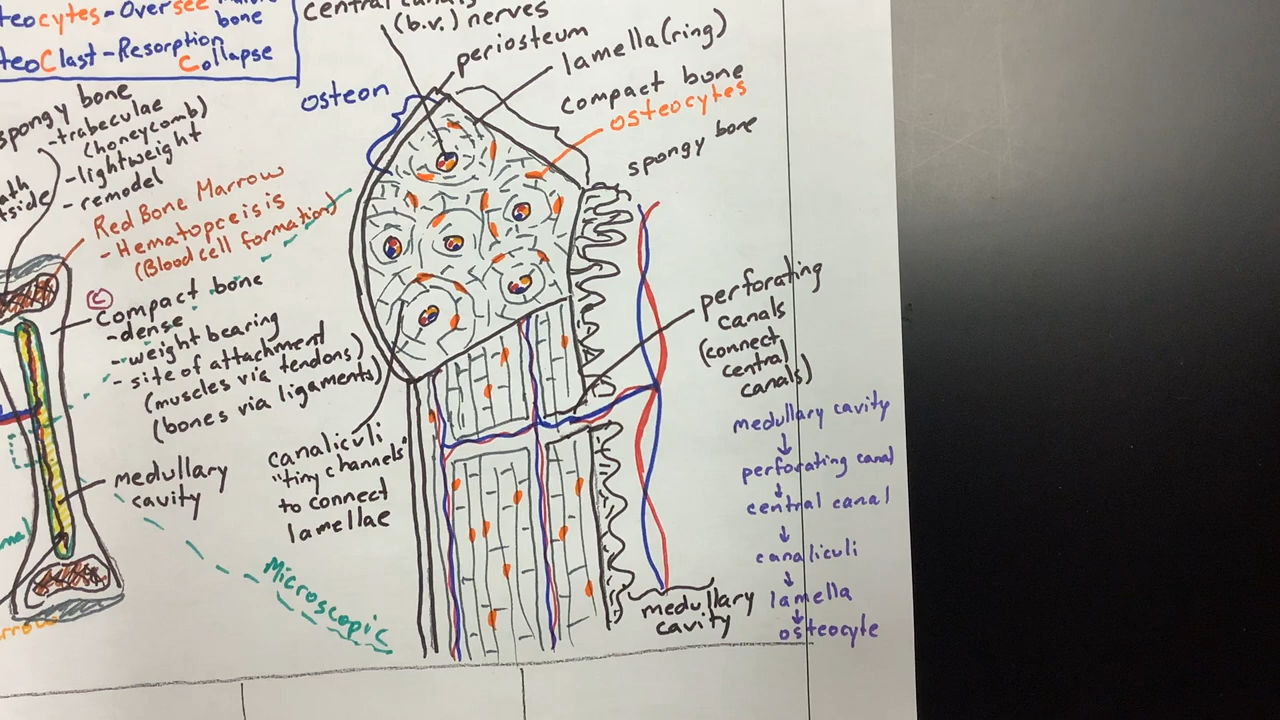 teocytes - Oversee
bone
teoClast - Resorption
Collapse
central canals
(b.v.) nerves
periosteum
lamella (ring)
compact bone
osteocytes
spongy bone
osteon
spongy bone
- trabeculae
(honeycomb)
- lightweight
- remodel
tside
Red Bone Marrow
- Hematopoeisis
(Blood cell formation)
C
Compact bone
- dense
- weight bearing
- site of attachment
(muscles via tendons)
(bones via ligaments)
medullary
cavity
canaliculi
"tiny channels"
to connect
lamellae
Microscopic
perforating
canals
(connect
central
canals)
medullary cavity
↓
perforating canal
↓
central canal
↓
canaliculi
↓
lamella
↓
osteocyte
medullary
cavity